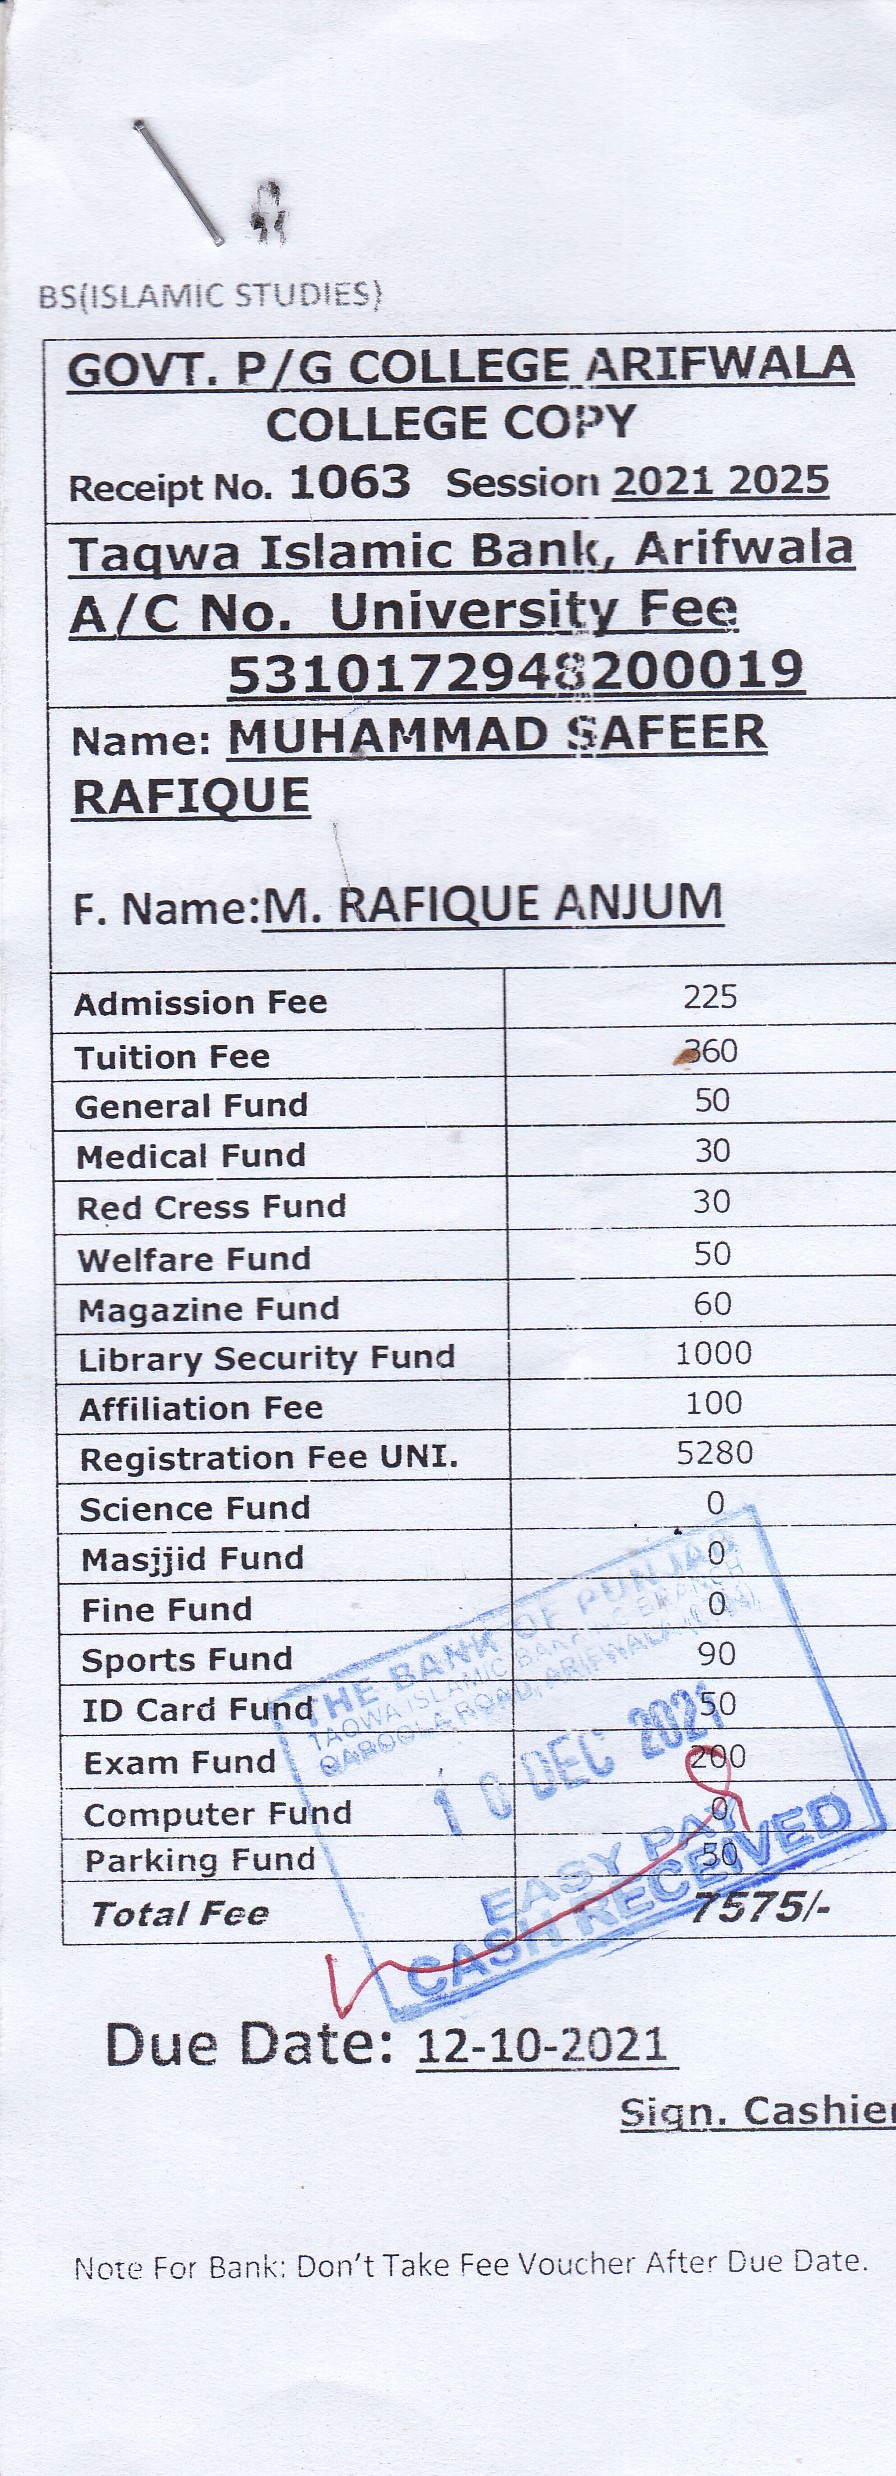 BS(ISLAMIC STUDIES)
GOVT. P/G COLLEGE ARIFWALA
COLLEGE COPY
Receipt No. 1063 Session 2021 2025
Taqwa Islamic Bank, Arifwala
A/C No. University Fee
5310172948200019
Name: MUHAMMAD SAFEER
RAFIQUE
F. Name:M. RAFIQUE ANJUM
Admission Fee 225
Tuition Fee 360
General Fund 50
Medical Fund 30
Red Cress Fund 30
Welfare Fund 50
Magazine Fund 60
Library Security Fund 1000
Affiliation Fee 100
Registration Fee UNI. 5280
Science Fund 0
Masjjid Fund 0
Fine Fund 0
Sports Fund 90
ID Card Fund 50
Exam Fund 200
Computer Fund 0
Parking Fund 50
Total Fee 7575/-
THE BANK OF PUNJAB
TAQWA ISLAMIC BANKING BRANCH
QABOOLA ROAD, ARIFWALA
DEC 2021
EASY PAY
CASH RECEIVED
Due Date: 12-10-2021
Sign. Cashier
Note For Bank: Don't Take Fee Voucher After Due Date.